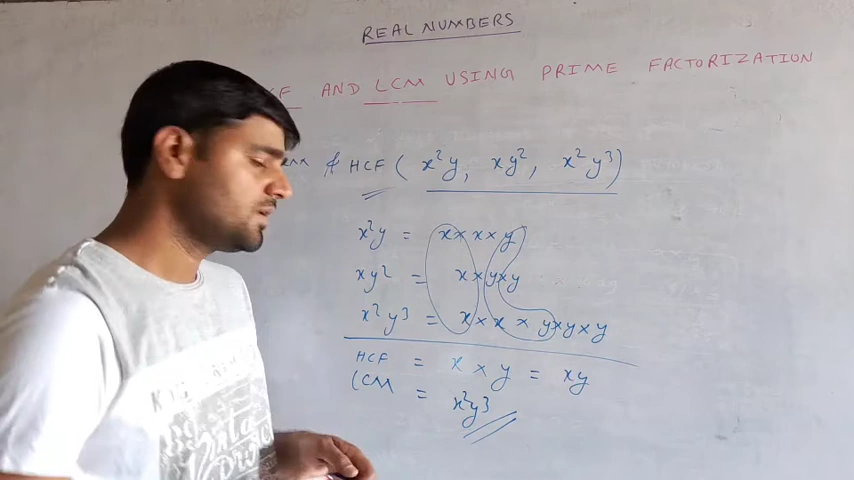 REAL NUMBERS
AND LCM USING PRIME FACTORIZATION
& HCF ( x²y, xy², x²y³)
x²y = x × x × y
xy² = x × y × y
x²y³ = x × x × y × y × y
HCF = x × y = xy
LCM = x²y³